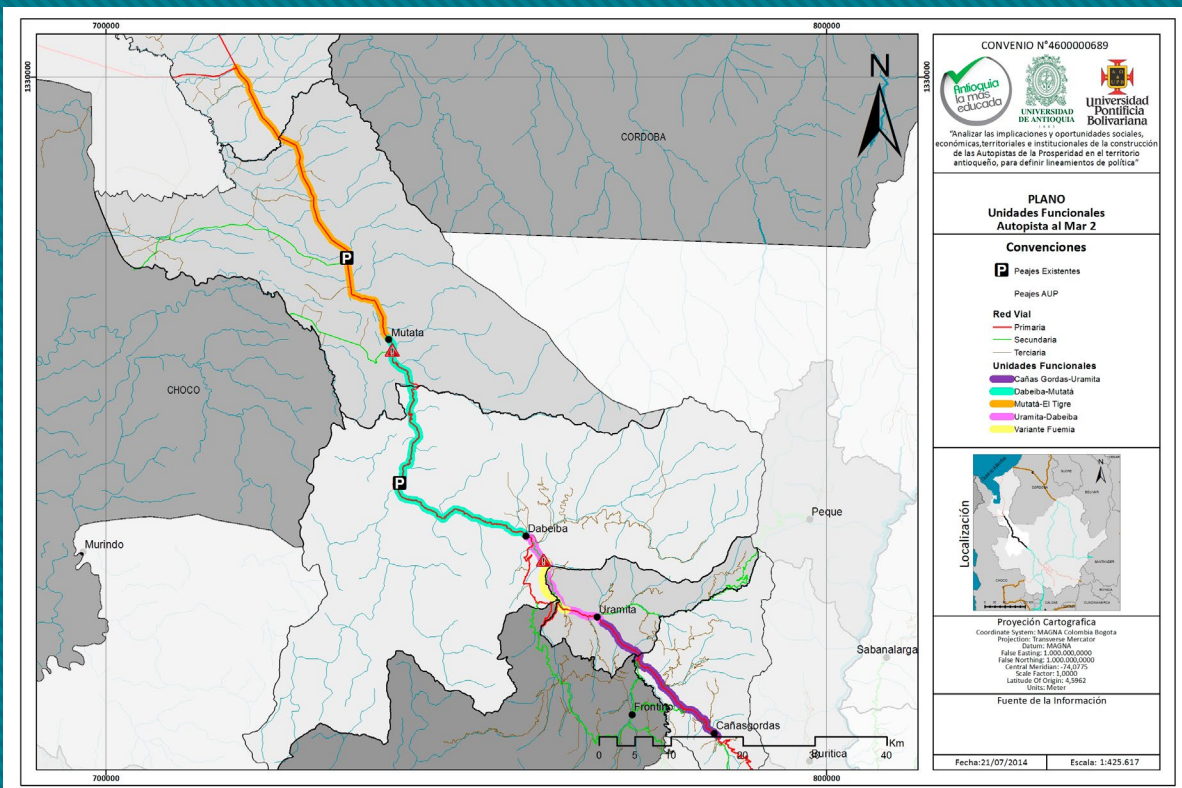 700000
800000
1330000
1330000
N
CORDOBA
CHOCO
Mutata
Murindo
Dabeiba
Peque
Uramita
Sabanalarga
Frontino
Cañasgordas
Buritica
0 5 10 20 30 40 Km
700000
800000
CONVENIO N°4600000689
Antioquia
la más
educada
UNIVERSIDAD
DE ANTIOQUIA
Universidad
Pontificia
Bolivariana
"Analizar las implicaciones y oportunidades sociales,
económicas,territoriales e institucionales de la construcción
de las Autopistas de la Prosperidad en el territorio
antioqueño, para definir lineamientos de política"
PLANO
Unidades Funcionales
Autopista al Mar 2
Convenciones
P Peajes Existentes
Peajes AUP
Red Vial
Primaria
Secundaria
Terciaria
Unidades Funcionales
Cañas Gordas-Uramita
Dabeiba-Mutatá
Mutatá-El Tigre
Uramita-Dabeiba
Variante Fuemia
Localización
N
Proyeción Cartografica
Coordinate System: MAGNA Colombia Bogota
Projection: Transverse Mercator
Datum: MAGNA
False Easting: 1.000.000,0000
False Northing: 1.000.000,0000
Central Meridian: -74,0775
Scale Factor: 1,0000
Latitude Of Origin: 4,5962
Units: Meter
Fuente de la Información
Fecha:21/07/2014
Escala: 1:425.617